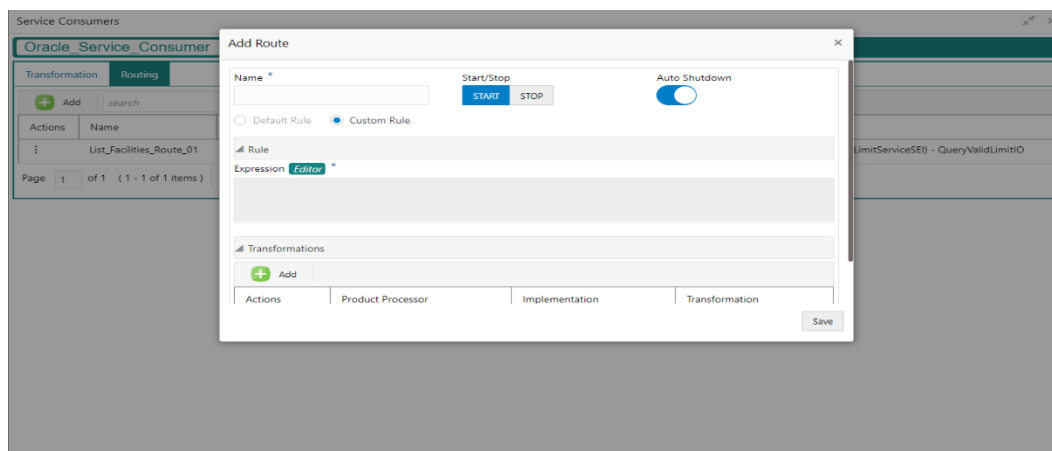 Service Consumers
Oracle_Service_Consumer
Add Route
Transformation Routing
Name *
Start/Stop
Auto Shutdown
Add search
START STOP
Default Rule Custom Rule
Actions Name
Rule
List_Facilities_Route_01
LimitServiceSEI) - QueryValidLimitIO
Expression Editor *
Page 1 of 1 (1 - 1 of 1 items)
Transformations
Add
Actions Product Processor Implementation Transformation
Save